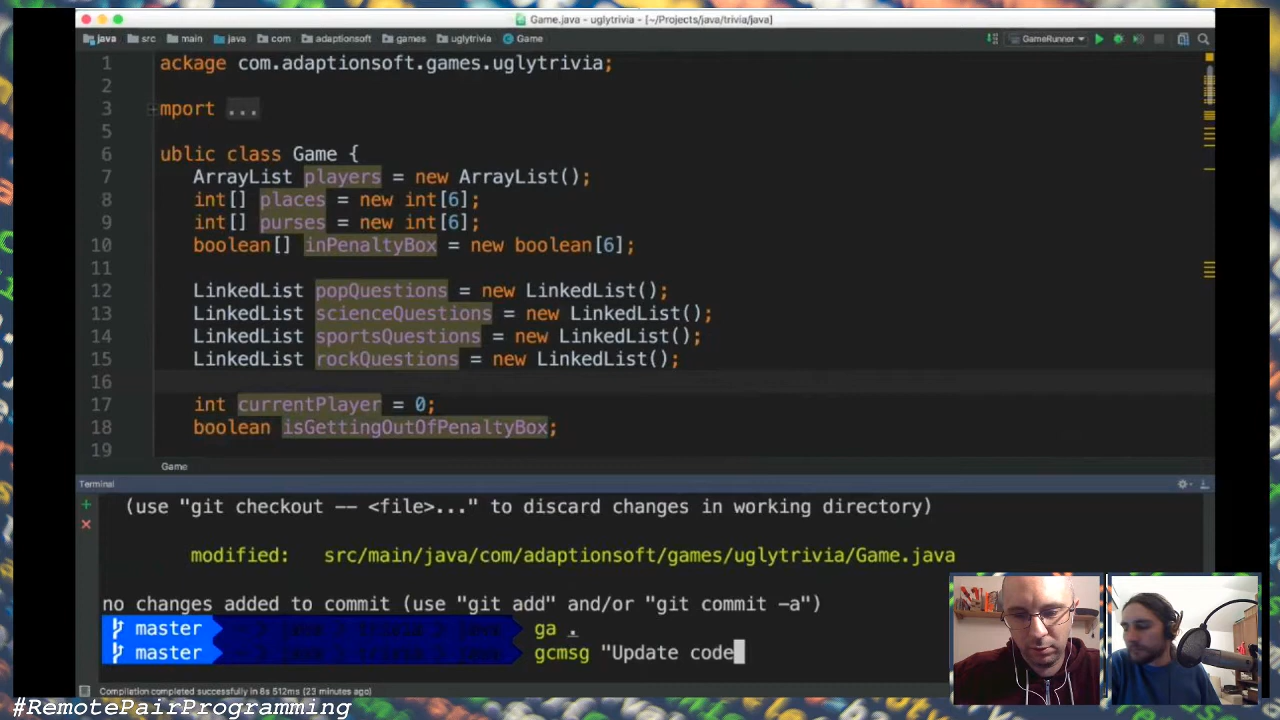 Game.java - uglytrivia - [~/Projects/java/trivia/java]
java src main java com adaptionsoft games uglytrivia Game GameRunner
1 ackage com.adaptionsoft.games.uglytrivia;
2
3 mport ...
5
6 ublic class Game {
7 ArrayList players = new ArrayList();
8 int[] places = new int[6];
9 int[] purses = new int[6];
10 boolean[] inPenaltyBox = new boolean[6];
11
12 LinkedList popQuestions = new LinkedList();
13 LinkedList scienceQuestions = new LinkedList();
14 LinkedList sportsQuestions = new LinkedList();
15 LinkedList rockQuestions = new LinkedList();
16
17 int currentPlayer = 0;
18 boolean isGettingOutOfPenaltyBox;
19
Game
Terminal
(use "git checkout -- <file>..." to discard changes in working directory)
modified: src/main/java/com/adaptionsoft/games/uglytrivia/Game.java
no changes added to commit (use "git add" and/or "git commit -a")
master ga .
master gcmsg "Update code
Compilation completed successfully in 6s 512ms (23 minutes ago)
#RemotePairProgramming